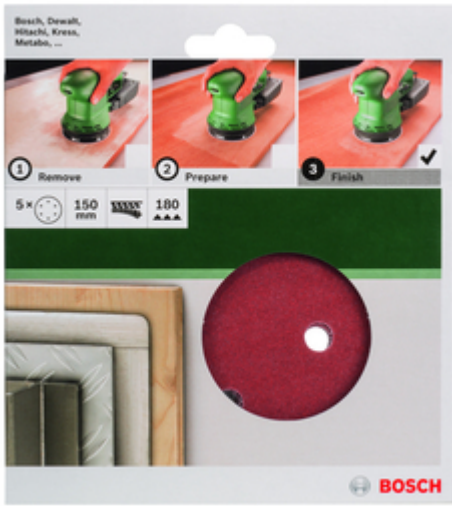 Bosch, Dewalt,
Hitachi, Kress,
Metabo, ...
1 Remove
2 Prepare
3 Finish
5×
150
mm
180
BOSCH